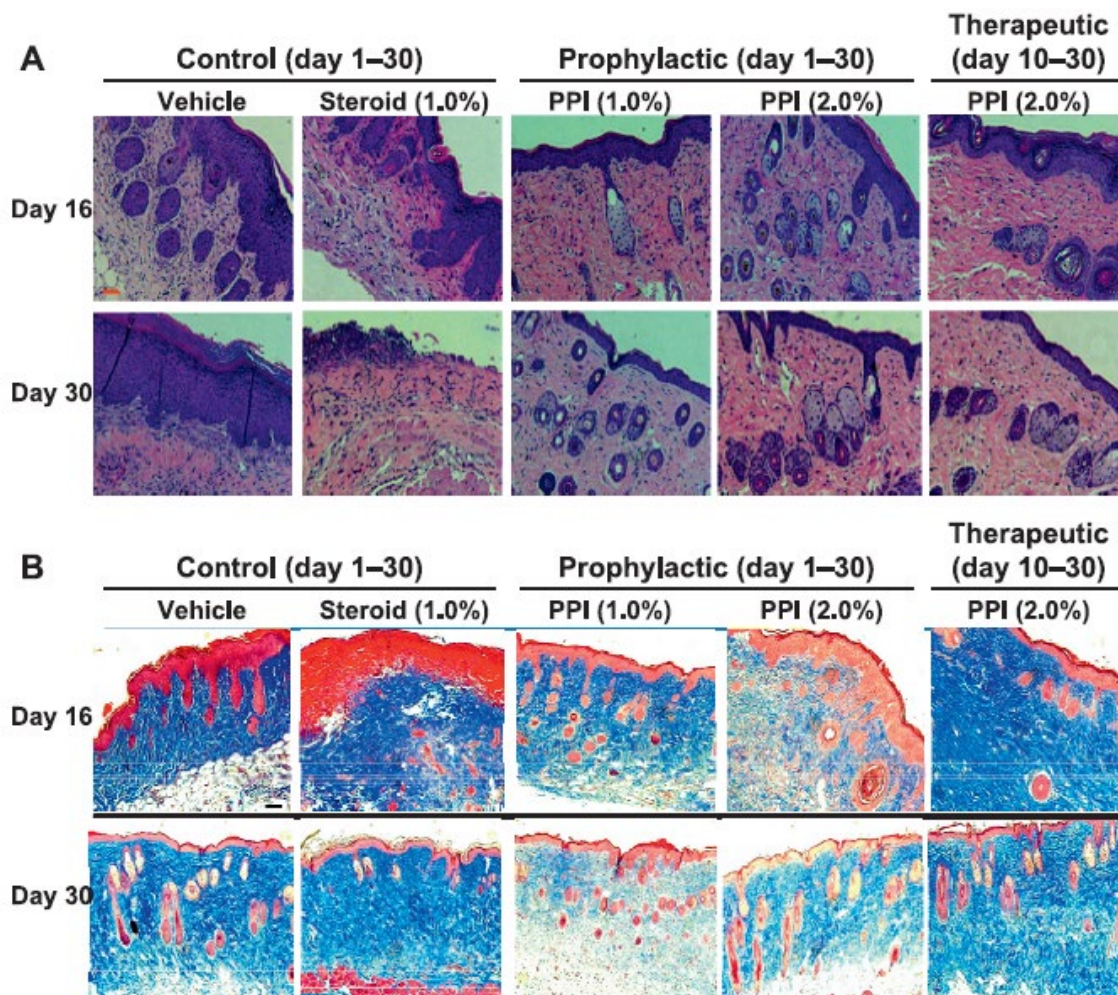 A
Control (day 1–30)
Prophylactic (day 1–30)
Therapeutic
(day 10–30)
Vehicle
Steroid (1.0%)
PPI (1.0%)
PPI (2.0%)
PPI (2.0%)
Day 16
Day 30
B
Control (day 1–30)
Prophylactic (day 1–30)
Therapeutic
(day 10–30)
Vehicle
Steroid (1.0%)
PPI (1.0%)
PPI (2.0%)
PPI (2.0%)
Day 16
Day 30